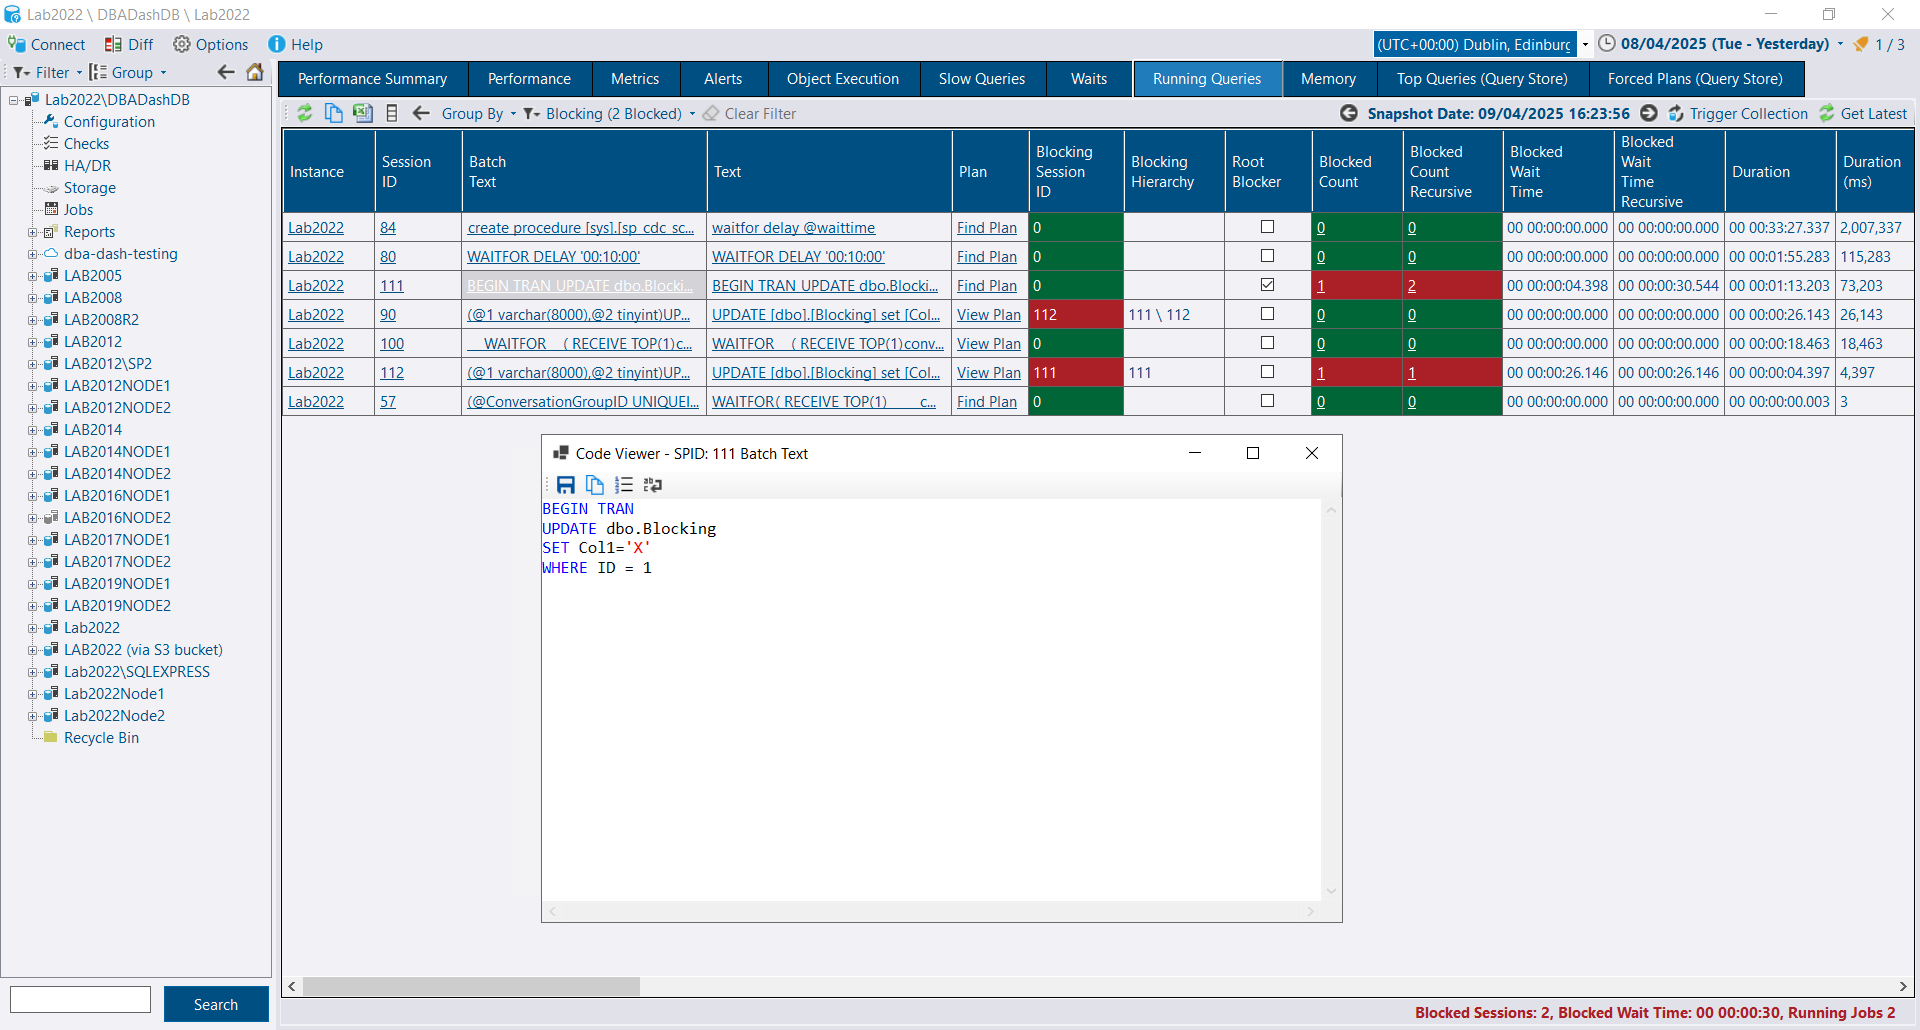 Lab2022 \ DBADashDB \ Lab2022
Connect Diff Options Help
(UTC+00:00) Dublin, Edinburg 08/04/2025 (Tue - Yesterday) 1 / 3
Filter Group
Lab2022\DBADashDB
Configuration
Checks
HA/DR
Storage
Jobs
Reports
dba-dash-testing
LAB2005
LAB2008
LAB2008R2
LAB2012
LAB2012\SP2
LAB2012NODE1
LAB2012NODE2
LAB2014
LAB2014NODE1
LAB2014NODE2
LAB2016NODE1
LAB2016NODE2
LAB2017NODE1
LAB2017NODE2
LAB2019NODE1
LAB2019NODE2
Lab2022
LAB2022 (via S3 bucket)
Lab2022\SQLEXPRESS
Lab2022Node1
Lab2022Node2
Recycle Bin
Search
Performance Summary Performance Metrics Alerts Object Execution Slow Queries Waits Running Queries Memory Top Queries (Query Store) Forced Plans (Query Store)
Group By Blocking (2 Blocked) Clear Filter Snapshot Date: 09/04/2025 16:23:56 Trigger Collection Get Latest
Instance Session ID Batch Text Text Plan Blocking Session ID Blocking Hierarchy Root Blocker Blocked Count Blocked Count Recursive Blocked Wait Time Blocked Wait Time Recursive Duration Duration (ms)
Lab2022 84 create procedure [sys].[sp_cdc_sc... waitfor delay @waittime Find Plan 0 0 0 00 00:00:00.000 00 00:00:00.000 00 00:33:27.337 2,007,337
Lab2022 80 WAITFOR DELAY '00:10:00' WAITFOR DELAY '00:10:00' Find Plan 0 0 0 00 00:00:00.000 00 00:00:00.000 00 00:01:55.283 115,283
Lab2022 111 BEGIN TRAN UPDATE dbo.Blocki... BEGIN TRAN UPDATE dbo.Blocki... Find Plan 0 1 2 00 00:00:04.398 00 00:00:30.544 00 00:01:13.203 73,203
Lab2022 90 (@1 varchar(8000),@2 tinyint)UP... UPDATE [dbo].[Blocking] set [Col... View Plan 112 111 \ 112 0 0 00 00:00:00.000 00 00:00:00.000 00 00:00:26.143 26,143
Lab2022 100 WAITFOR ( RECEIVE TOP(1)c... WAITFOR ( RECEIVE TOP(1)conv... View Plan 0 0 0 00 00:00:00.000 00 00:00:00.000 00 00:00:18.463 18,463
Lab2022 112 (@1 varchar(8000),@2 tinyint)UP... UPDATE [dbo].[Blocking] set [Col... View Plan 111 111 1 1 00 00:00:26.146 00 00:00:26.146 00 00:00:04.397 4,397
Lab2022 57 (@ConversationGroupID UNIQUEI... WAITFOR( RECEIVE TOP(1) c... Find Plan 0 0 0 00 00:00:00.000 00 00:00:00.000 00 00:00:00.003 3
Code Viewer - SPID: 111 Batch Text
BEGIN TRAN
UPDATE dbo.Blocking
SET Col1='X'
WHERE ID = 1
Blocked Sessions: 2, Blocked Wait Time: 00 00:00:30, Running Jobs 2